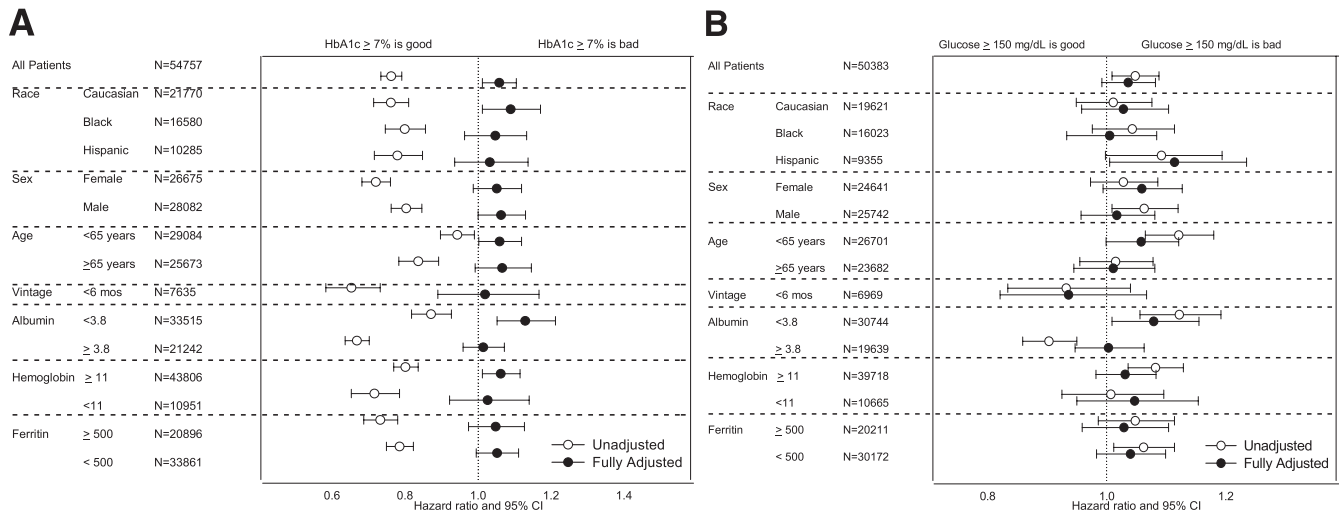 A
HbA1c ≥ 7% is good HbA1c ≥ 7% is bad
All Patients N=54757
Race Caucasian N=21770
Black N=16580
Hispanic N=10285
Sex Female N=26675
Male N=28082
Age <65 years N=29084
≥65 years N=25673
Vintage <6 mos N=7635
Albumin <3.8 N=33515
≥ 3.8 N=21242
Hemoglobin ≥ 11 N=43806
<11 N=10951
Ferritin ≥ 500 N=20896
< 500 N=33861
Unadjusted
Fully Adjusted
0.6 0.8 1.0 1.2 1.4
Hazard ratio and 95% CI
B
Glucose ≥ 150 mg/dL is good Glucose ≥ 150 mg/dL is bad
All Patients N=50383
Race Caucasian N=19621
Black N=16023
Hispanic N=9355
Sex Female N=24641
Male N=25742
Age <65 years N=26701
≥65 years N=23682
Vintage <6 mos N=6969
Albumin <3.8 N=30744
≥ 3.8 N=19639
Hemoglobin ≥ 11 N=39718
<11 N=10665
Ferritin ≥ 500 N=20211
< 500 N=30172
Unadjusted
Fully Adjusted
0.8 1.0 1.2
Hazard ratio and 95% CI